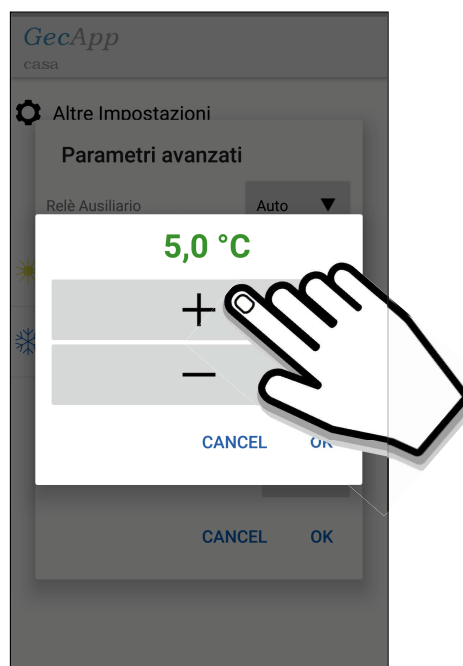 GecApp
casa
Altre Impostazioni
Parametri avanzati
Relè Ausiliario Auto ▼
5,0 °C
+
−
CANCEL OK
CANCEL OK